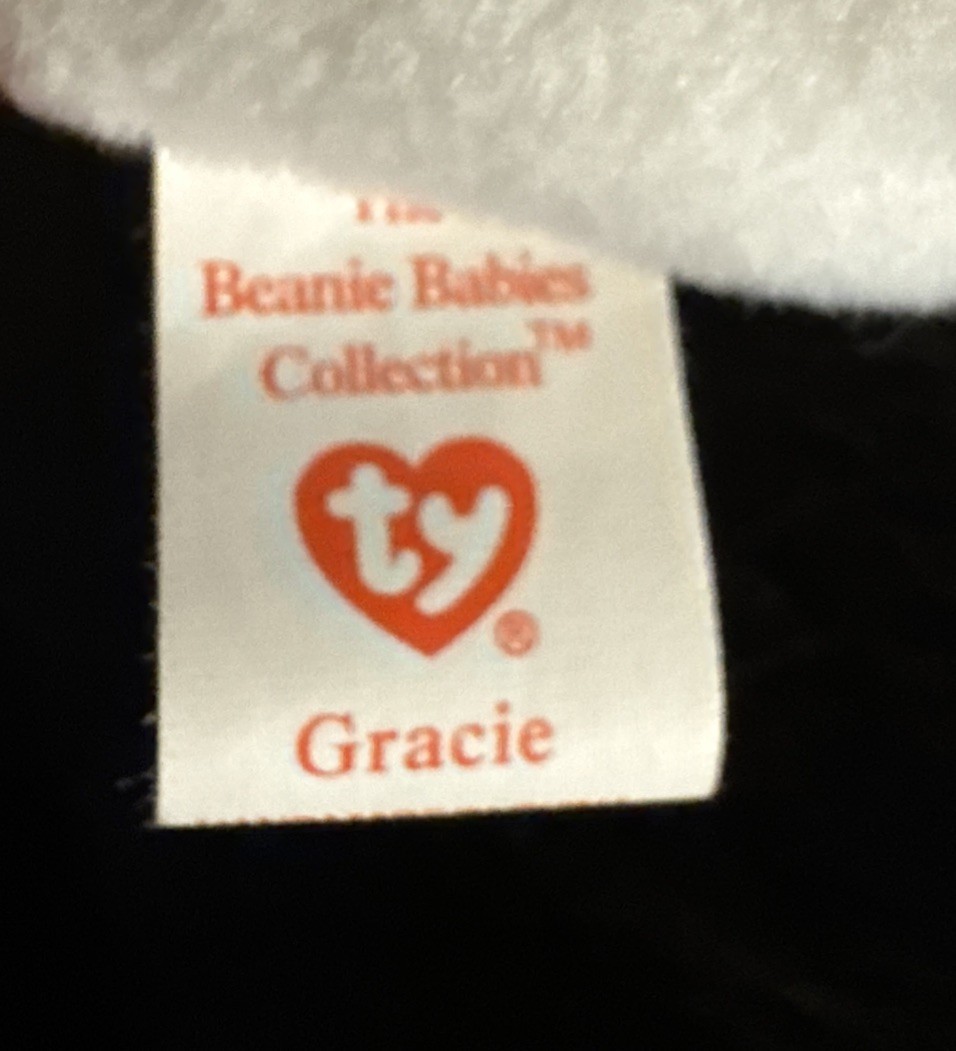 Beanie Babies
Collection™
ty®
Gracie